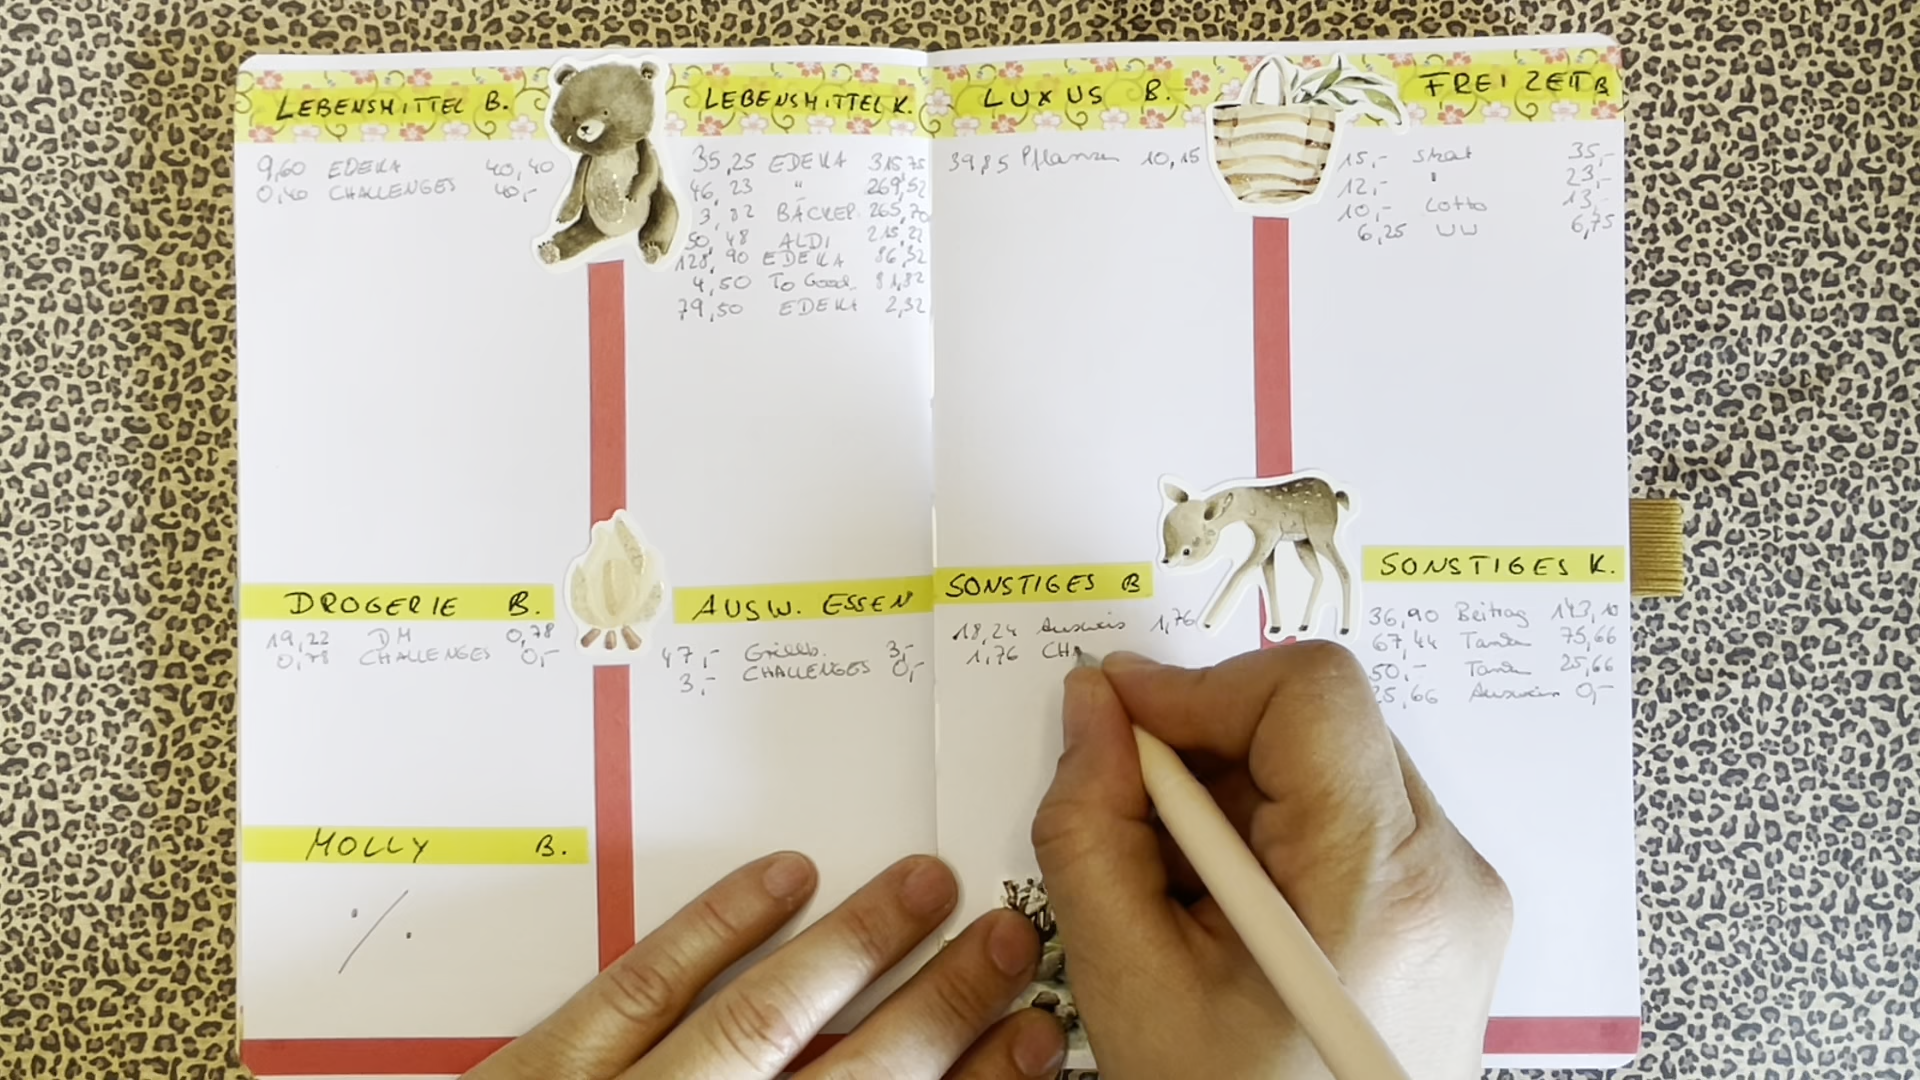 LEBENSMITTEL B.
9,60 EDEKA 40,40
0,40 CHALLENGES 40,-
LEBENSMITTEL K.
35,25 EDEKA 315,75
46,23 " 269,52
3,82 BÄCKER 265,70
50,48 ALDI 215,22
128,90 EDEKA 86,32
4,50 To Good 81,82
79,50 EDEKA 2,32
LUXUS B.
39,85 Pflanzen 10,15
FREIZEIT B
15,- Skat 35,-
12,- " 23,-
10,- Lotto 13,-
6,25 WW 6,75
DROGERIE B.
19,22 DM 0,78
0,78 CHALLENGES 0,-
AUSW. ESSEN
47,- Grillb. 3,-
3,- CHALLENGES 0,-
SONSTIGES B
18,24 Ausweis 1,76
1,76 CHA
SONSTIGES K.
36,90 Beitrag 143,10
67,44 Tanken 75,66
50,- Tanken 25,66
25,66 Ausweis 0,-
MOLLY B.